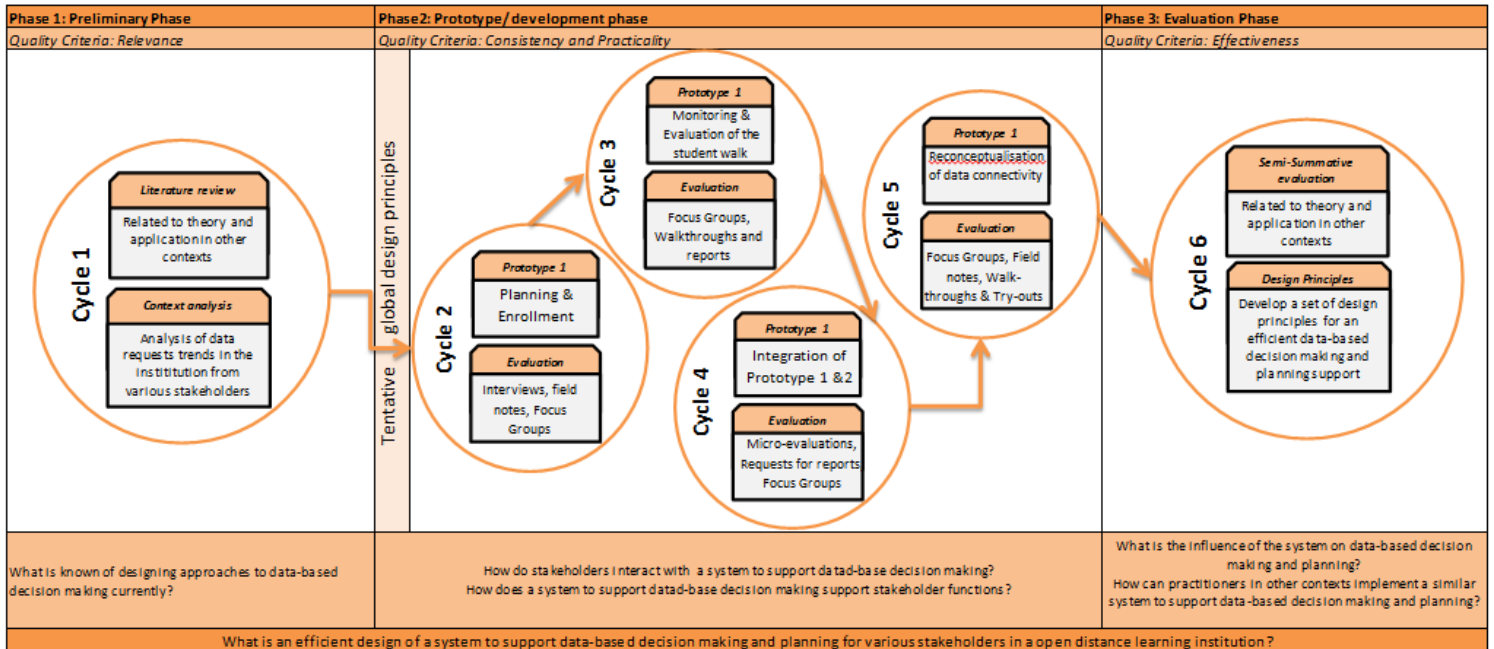 Phase 1: Preliminary Phase
Phase2: Prototype/ development phase
Phase 3: Evaluation Phase
Quality Criteria: Relevance
Quality Criteria: Consistency and Practicality
Quality Criteria: Effectiveness
Cycle 1
Literature review
Related to theory and
application in other
contexts
Context analysis
Analysis of data
requests trends in the
instititution from
various stakeholders
Tentative global design principles
Cycle 2
Prototype 1
Planning &
Enrollment
Evaluation
Interviews, field
notes, Focus
Groups
Cycle 3
Prototype 1
Monitoring &
Evaluation of the
student walk
Evaluation
Focus Groups,
Walkthroughs and
reports
Cycle 4
Prototype 1
Integration of
Prototype 1 &2
Evaluation
Micro-evaluations,
Requests for reports
Focus Groups
Cycle 5
Prototype 1
Reconceptualisation
of data connectivity
Evaluation
Focus Groups, Field
notes, Walk-
throughs & Try-outs
Cycle 6
Semi-Summative
evaluation
Related to theory and
application in other
contexts
Design Principles
Develop a set of design
principles for an
efficient data-based
decision making and
planning support
What is known of designing approaches to data-based
decision making currently?
How do stakeholders interact with a system to support datad-base decision making?
How does a system to support datad-base decision making support stakeholder functions?
What is the influence of the system on data-based decision
making and planning?
How can practitioners in other contexts implement a similar
system to support data-based decision making and planning?
What is an efficient design of a system to support data-based decision making and planning for various stakeholders in a open distance learning institution?